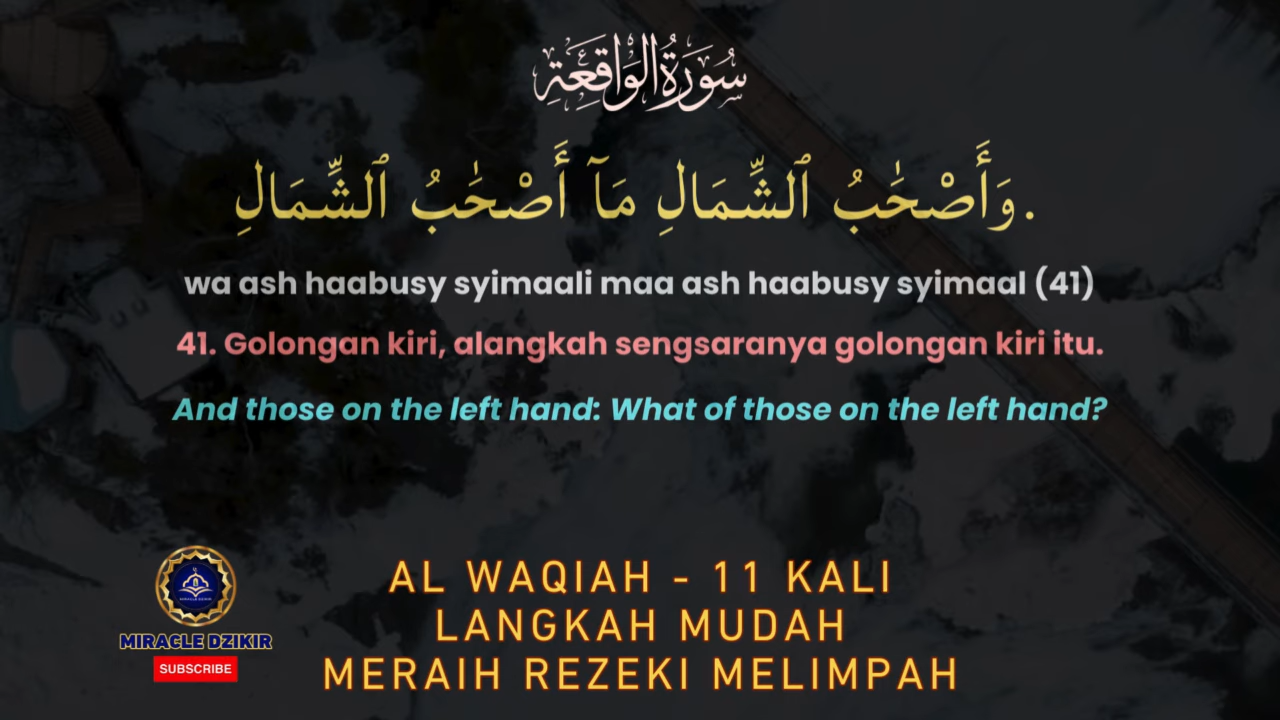 سُورَةُ الوَاقِعَةِ
وَأَصْحَٰبُ ٱلشِّمَالِ مَآ أَصْحَٰبُ ٱلشِّمَالِ.
wa ash haabusy syimaali maa ash haabusy syimaal (41)
41. Golongan kiri, alangkah sengsaranya golongan kiri itu.
And those on the left hand: What of those on the left hand?
MIRACLE DZIKIR
MIRACLE DZIKIR
SUBSCRIBE
AL WAQIAH - 11 KALI
LANGKAH MUDAH
MERAIH REZEKI MELIMPAH